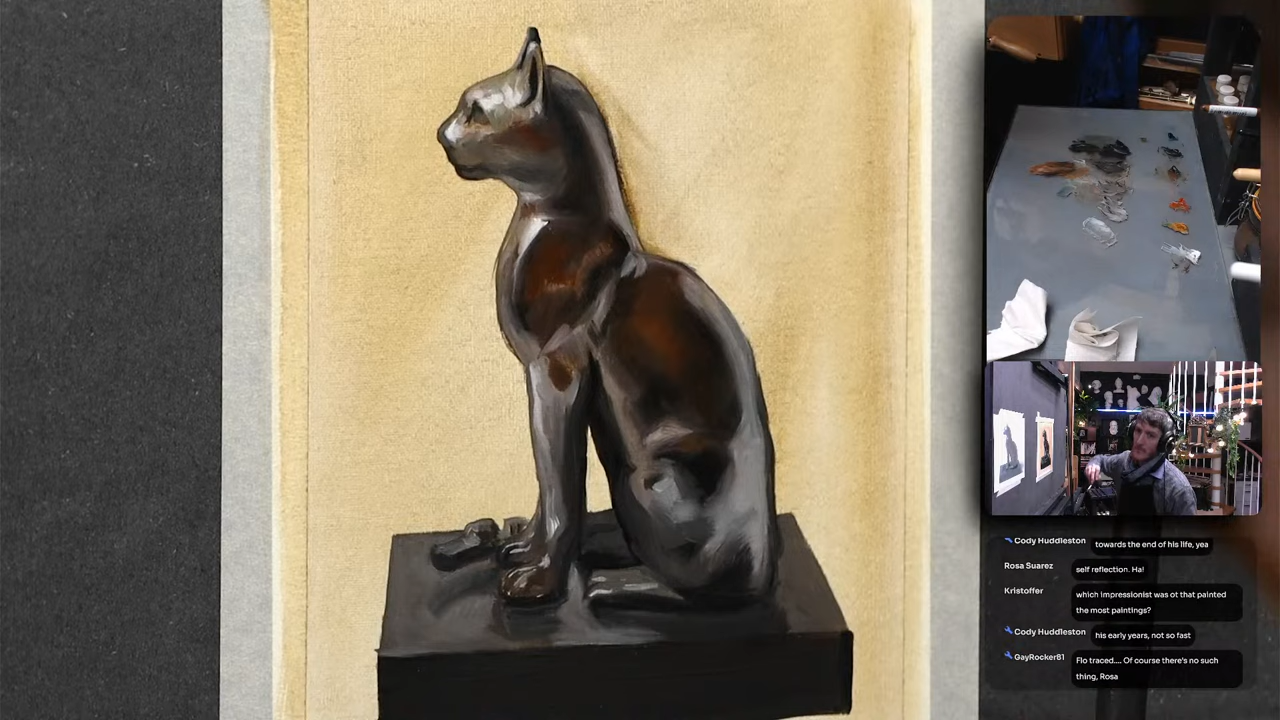 Cody Huddleston towards the end of his life, yea
Rosa Suarez self reflection. Ha!
Kristoffer which impressionist was ot that painted
the most paintings?
Cody Huddleston his early years, not so fast
GayRocker81 Flo traced.... Of course there's no such
thing, Rosa